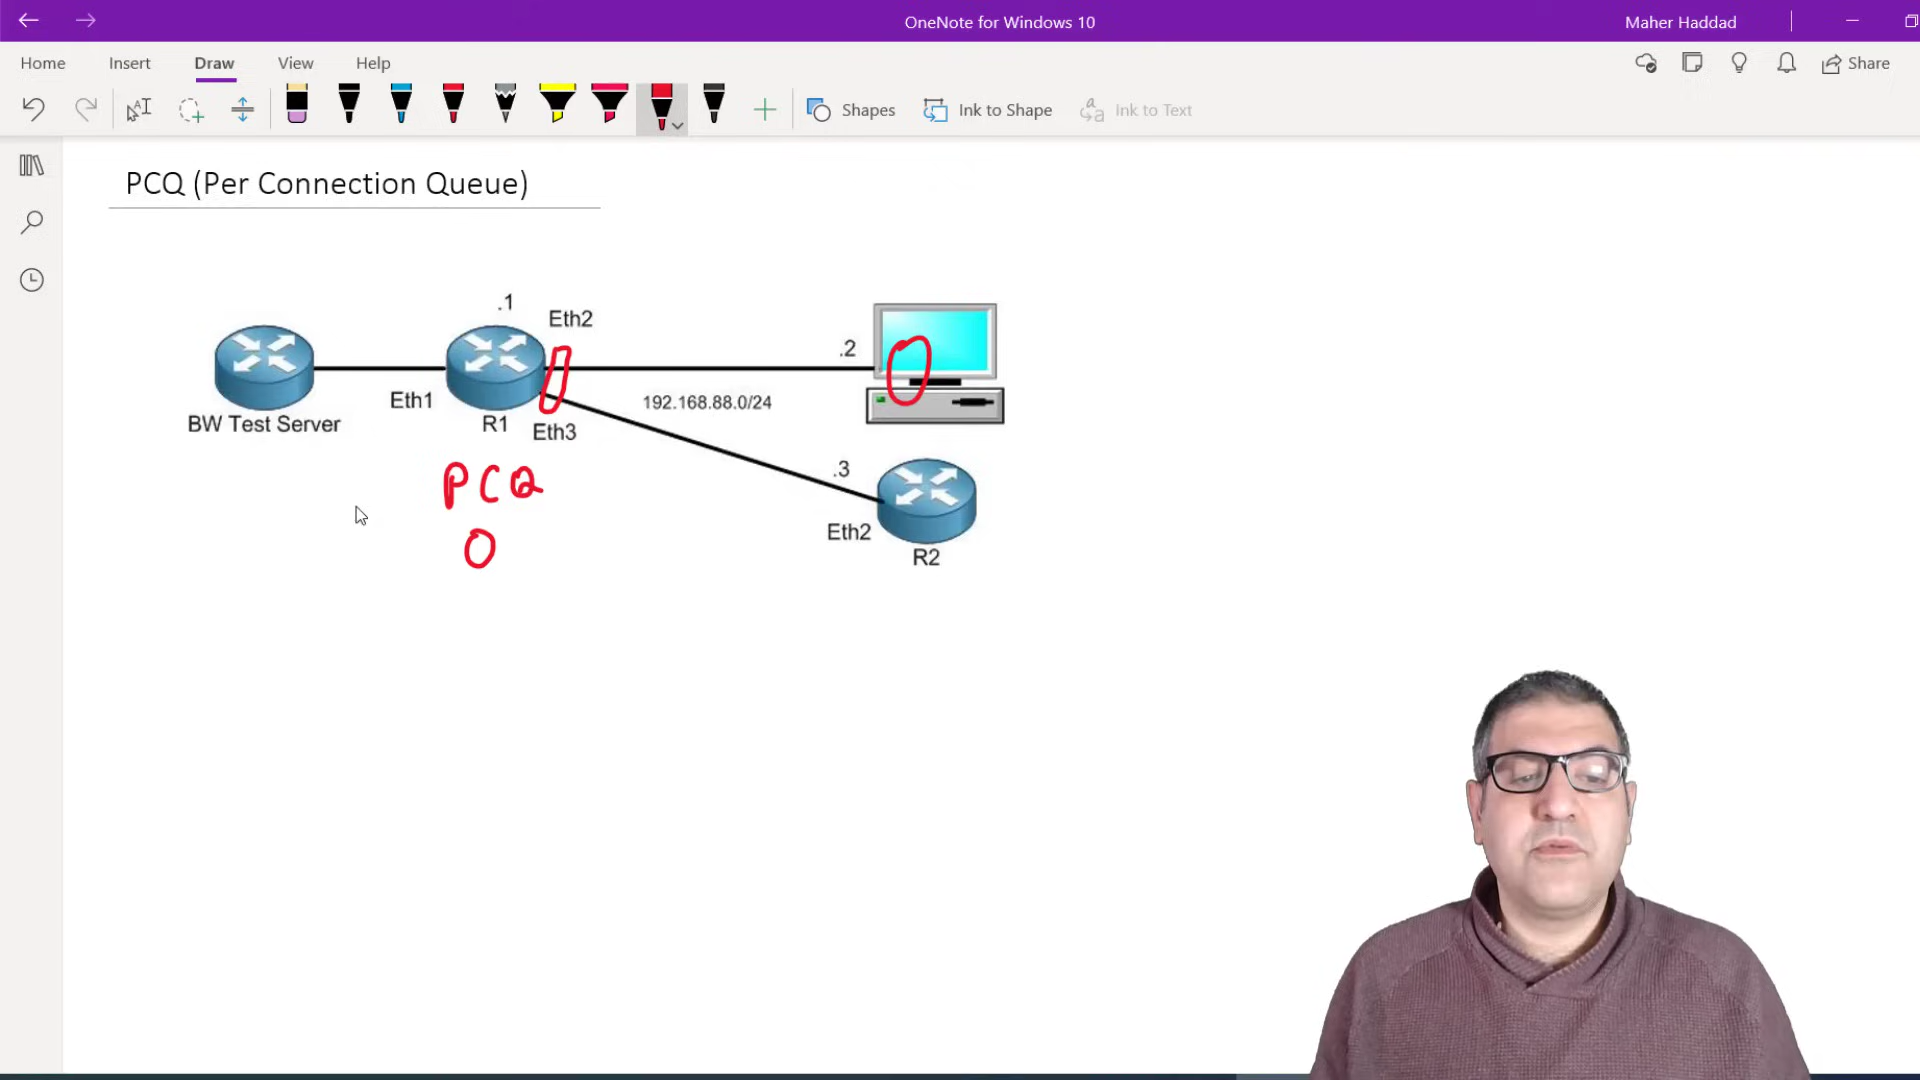 OneNote for Windows 10
Maher Haddad
Home Insert Draw View Help
Share
Shapes
Ink to Shape
Ink to Text
PCQ (Per Connection Queue)
.1
Eth2
.2
Eth1
192.168.88.0/24
BW Test Server
R1
Eth3
.3
PCQ
0
Eth2
R2